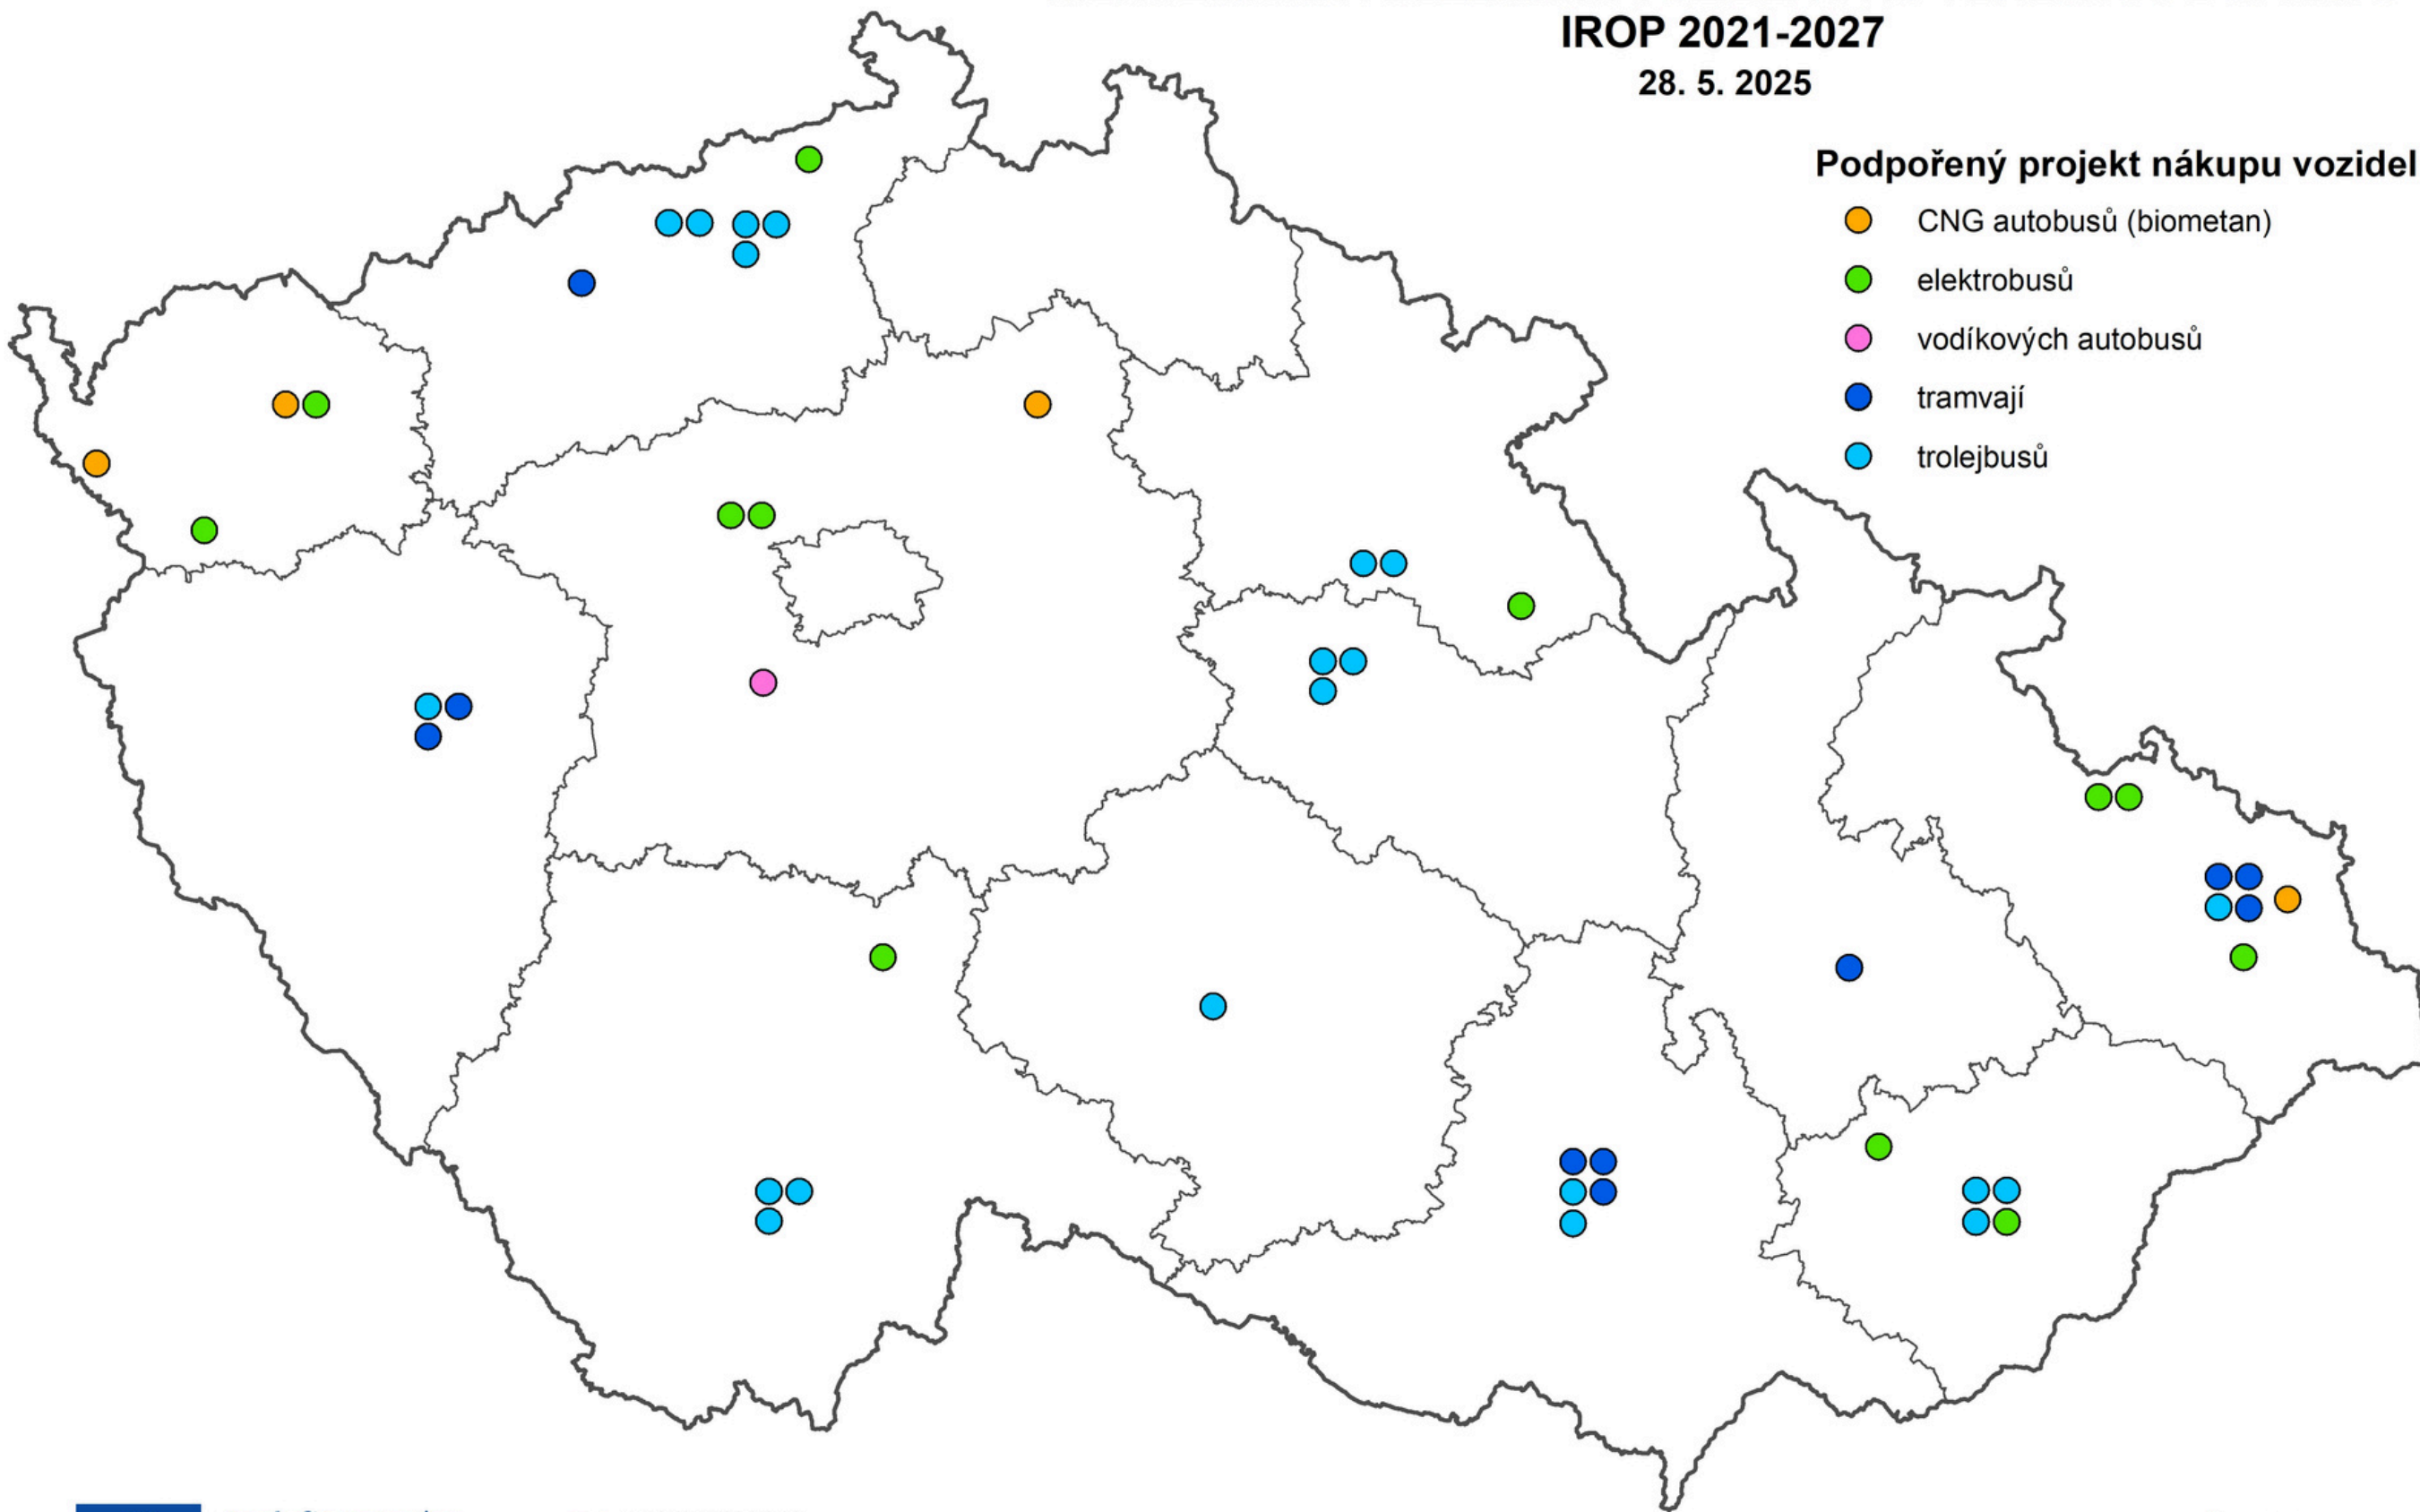 IROP 2021-2027
28. 5. 2025
Podpořený projekt nákupu vozidel
CNG autobusů (biometan)
elektrobusů
vodíkových autobusů
tramvají
trolejbusů